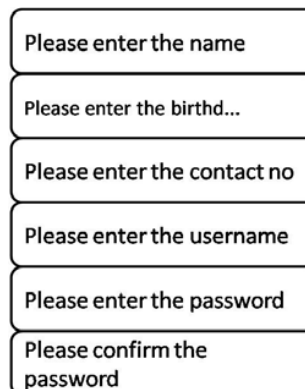 Please enter the name
Please enter the birthd...
Please enter the contact no
Please enter the username
Please enter the password
Please confirm the
password